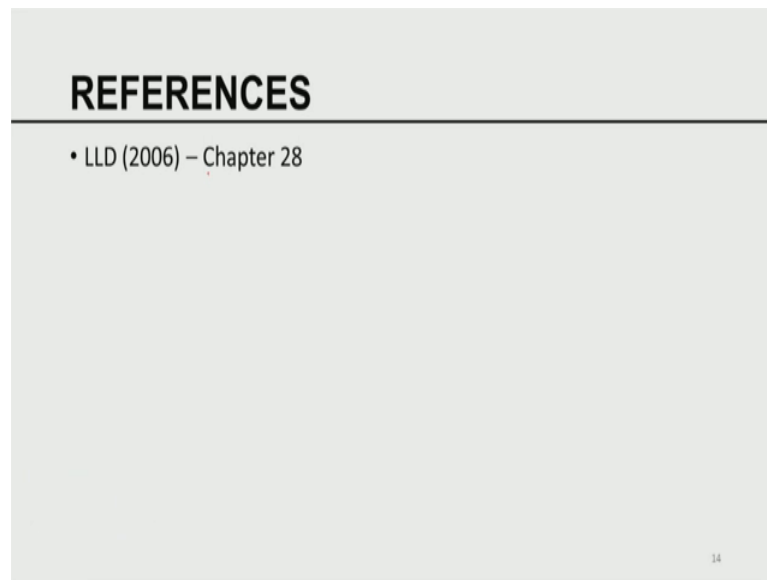 REFERENCES
• LLD (2006) – Chapter 28
14